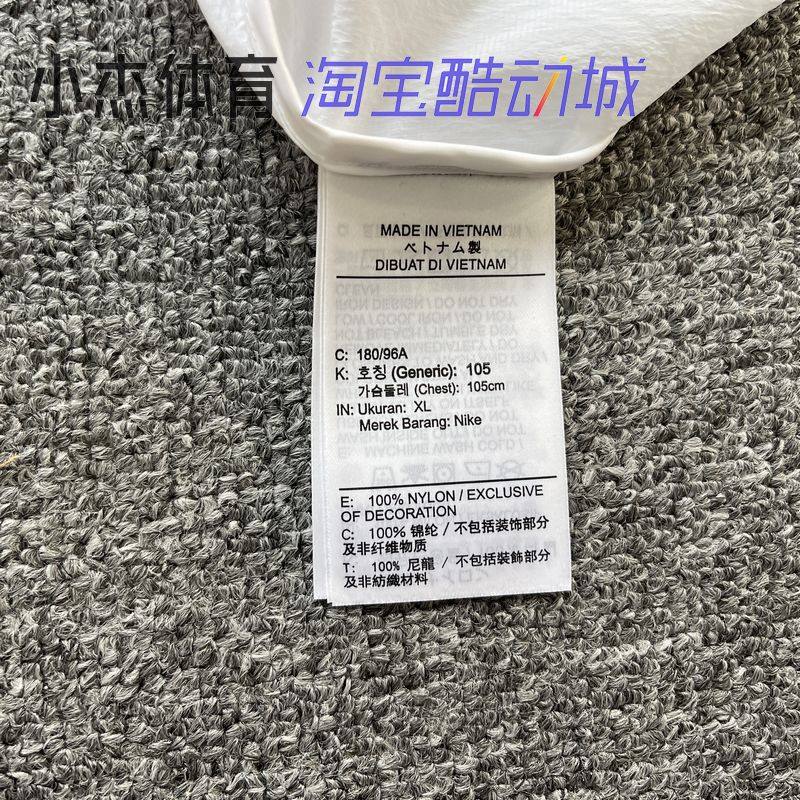 小杰体育 淘宝酷动城
MADE IN VIETNAM
ベトナム製
DIBUAT DI VIETNAM
C: 180/96A
K: 호칭 (Generic): 105
가슴둘레 (Chest): 105cm
IN: Ukuran: XL
Merek Barang: Nike
E: 100% NYLON / EXCLUSIVE
OF DECORATION
C: 100% 锦纶 / 不包括装饰部分
及非纤维物质
T: 100% 尼龍 / 不包括裝飾部分
及非紡織材料